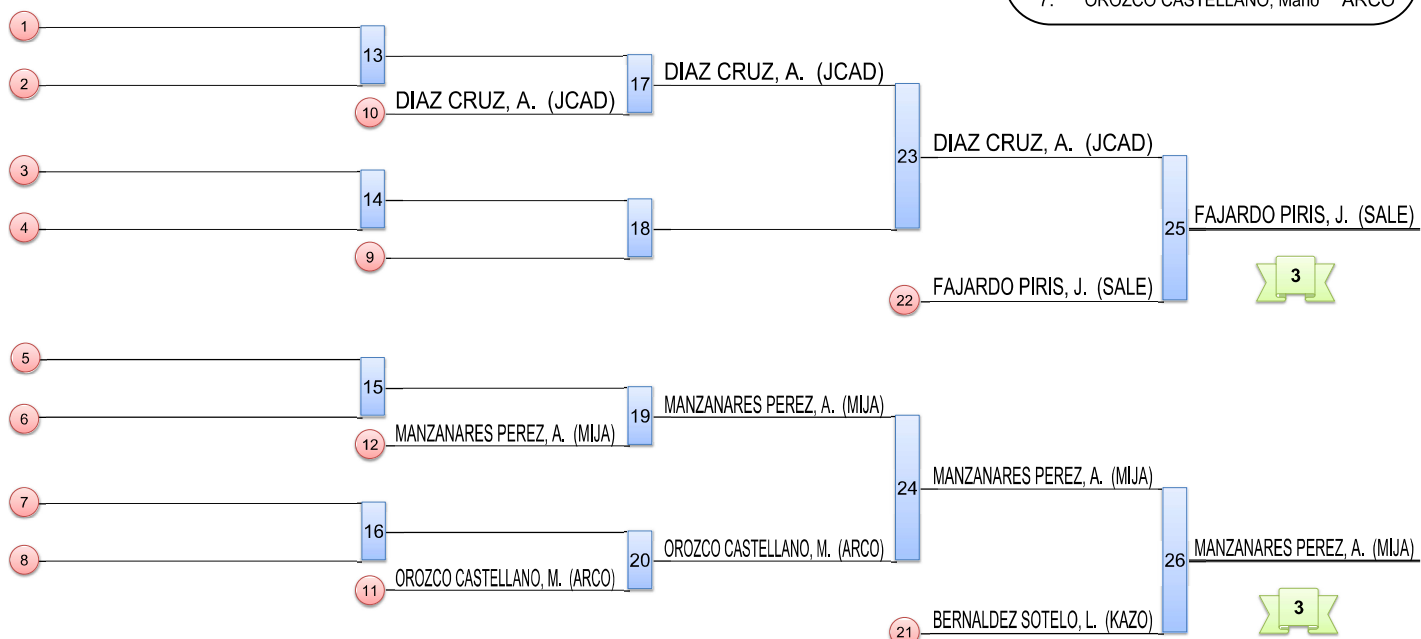 7. OROZCO CASTELLANO, Mario ARCO
1
13
2
17 DIAZ CRUZ, A. (JCAD)
10 DIAZ CRUZ, A. (JCAD)
23 DIAZ CRUZ, A. (JCAD)
3
14
4
18
9
25 FAJARDO PIRIS, J. (SALE)
3
22 FAJARDO PIRIS, J. (SALE)
5
15
6
19 MANZANARES PEREZ, A. (MIJA)
12 MANZANARES PEREZ, A. (MIJA)
24 MANZANARES PEREZ, A. (MIJA)
7
16
8
20 OROZCO CASTELLANO, M. (ARCO)
11 OROZCO CASTELLANO, M. (ARCO)
26 MANZANARES PEREZ, A. (MIJA)
3
21 BERNALDEZ SOTELO, L. (KAZO)